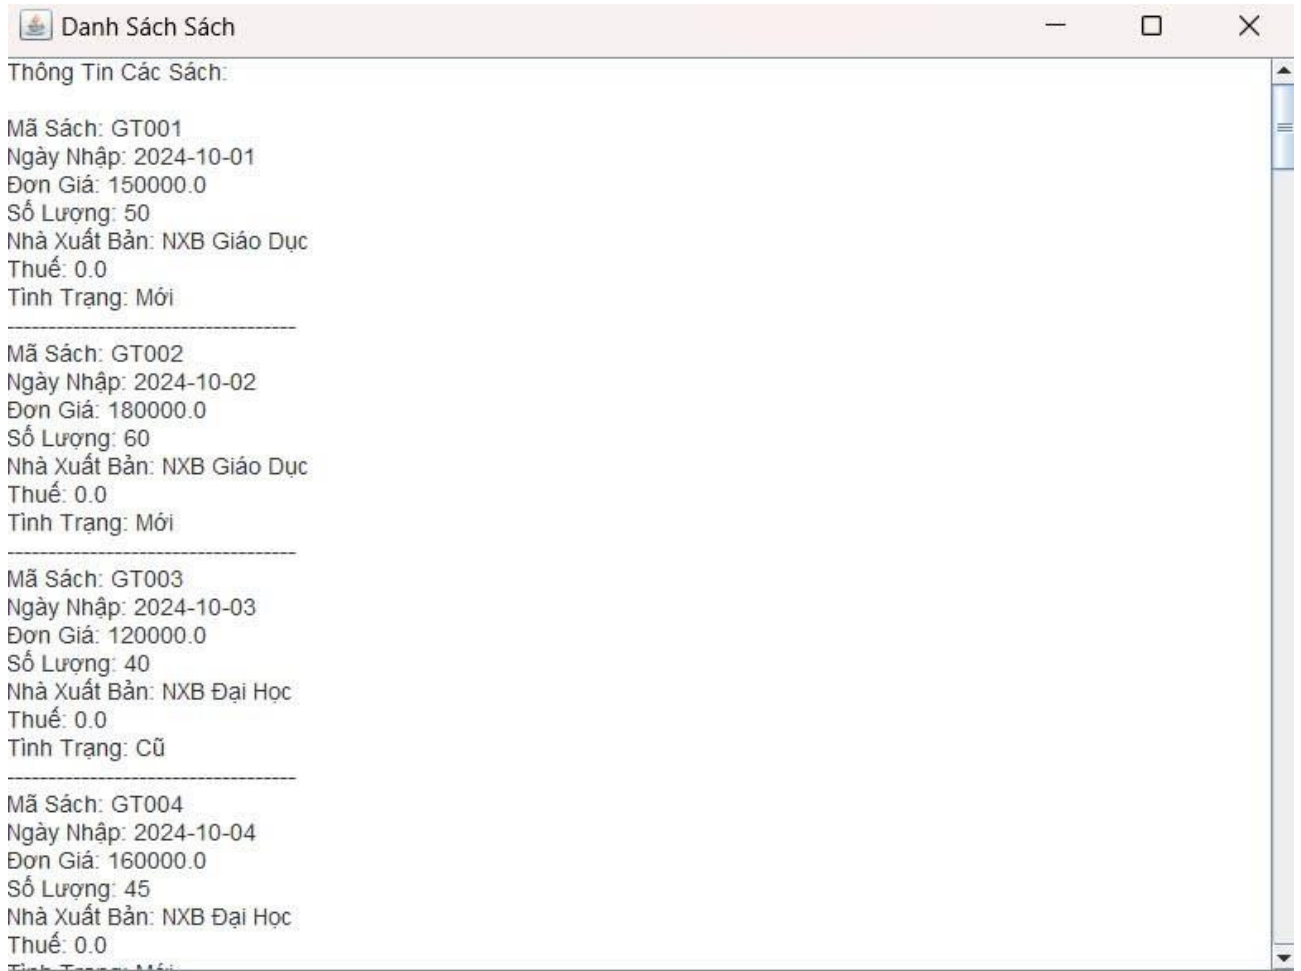 Danh Sách Sách
Thông Tin Các Sách:
Mã Sách: GT001
Ngày Nhập: 2024-10-01
Đơn Giá: 150000.0
Số Lượng: 50
Nhà Xuất Bản: NXB Giáo Dục
Thuế: 0.0
Tình Trạng: Mới
------------------------------------
Mã Sách: GT002
Ngày Nhập: 2024-10-02
Đơn Giá: 180000.0
Số Lượng: 60
Nhà Xuất Bản: NXB Giáo Dục
Thuế: 0.0
Tình Trạng: Mới
------------------------------------
Mã Sách: GT003
Ngày Nhập: 2024-10-03
Đơn Giá: 120000.0
Số Lượng: 40
Nhà Xuất Bản: NXB Đại Học
Thuế: 0.0
Tình Trạng: Cũ
------------------------------------
Mã Sách: GT004
Ngày Nhập: 2024-10-04
Đơn Giá: 160000.0
Số Lượng: 45
Nhà Xuất Bản: NXB Đại Học
Thuế: 0.0
Tình Trạng: Mới